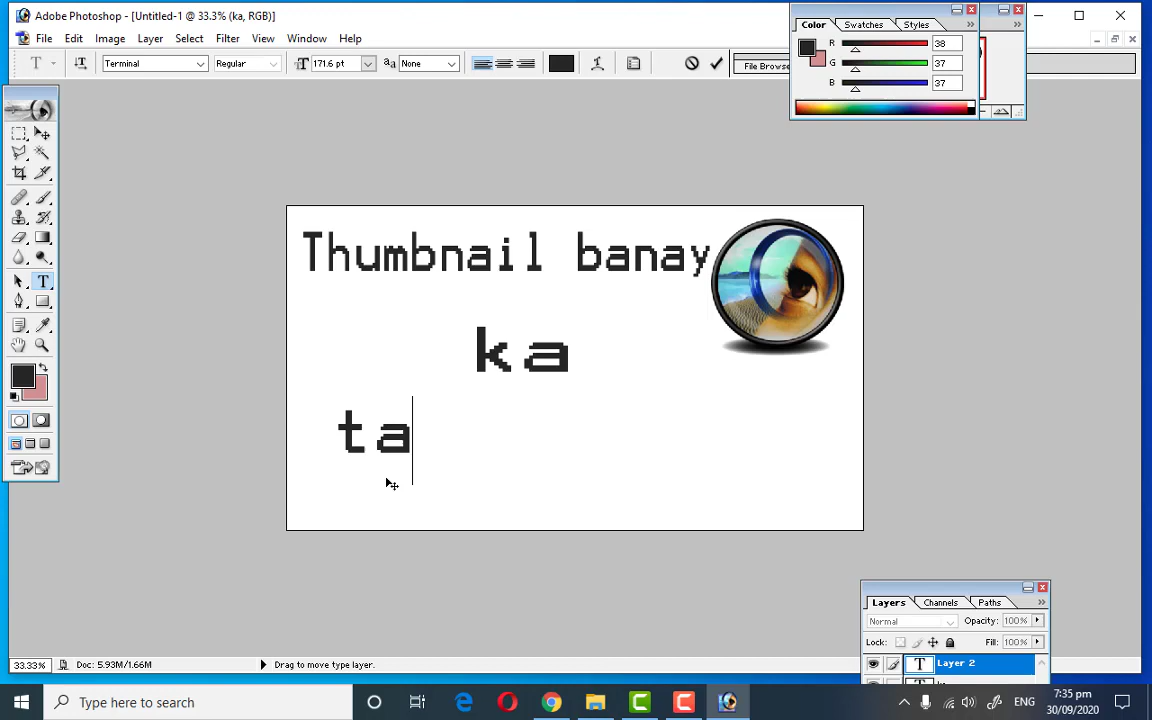 Adobe Photoshop - [Untitled-1 @ 33.3% (ka, RGB)]
File Edit Image Layer Select Filter View Window Help
Terminal Regular 171.6 pt aa None File Browse
Color Swatches Styles
R 38
G 37
B 37
Thumbnail banay
ka
ta
Layers Channels Paths
Normal Opacity: 100%
Lock: Fill: 100%
T Layer 2
33.33% Doc: 5.93M/1.66M Drag to move type layer.
Type here to search
ENG 7:35 pm
30/09/2020